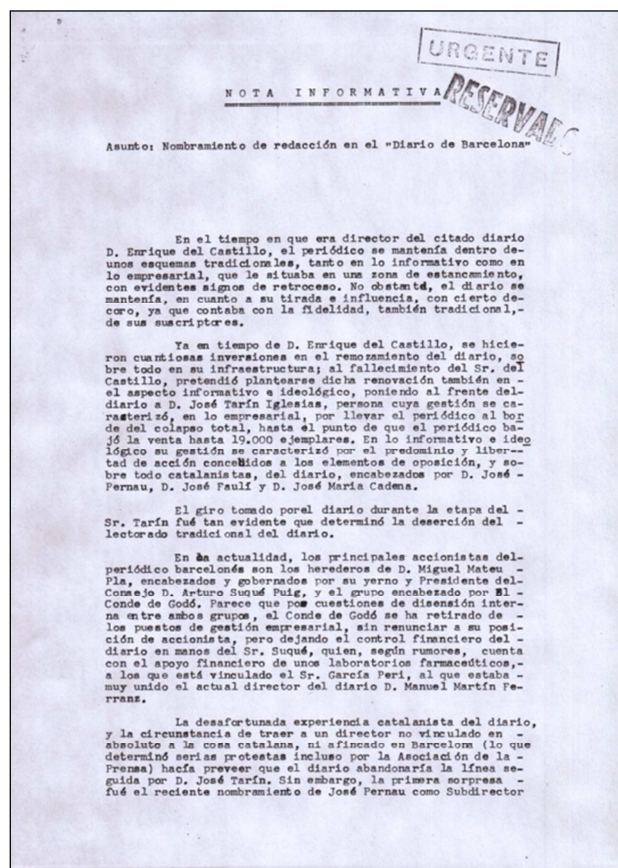 URGENTE
NOTA INFORMATIVA
RESERVADO
Asunto: Nombramiento de redacción en el "Diario de Barcelona"
En el tiempo en que era director del citado diario
D. Enrique del Castillo, el periódico se mantenía dentro de-
unos esquemas tradicionales, tanto en lo informativo como en
lo empresarial, que le situaba en una zona de estancamiento,
con evidentes signos de retroceso. No obstante, el diario se
mantenía, en cuanto a su tirada e influencia, con cierto de-
coro, ya que contaba con la fidelidad, también tradicional,-
de sus suscriptores.
Ya en tiempo de D. Enrique del Castillo, se hicie-
ron cuantiosas inversiones en el remozamiento del diario, so
bre todo en su infraestructura; al fallecimiento del Sr. del
Castillo, pretendió plantearse dicha renovación también en -
el aspecto informativo e ideológico, poniendo al frente del-
diario a D. José Tarín Iglesias, persona cuya gestión se ca-
rasterizó, en lo empresarial, por llevar el periódico al bor
de del colapso total, hasta el punto de que el periódico ba-
jó la venta hasta 19.000 ejemplares. En lo informativo e ideo
lógico su gestión se caracterizó por el predominio y liber--
tad de acción concedidos a los elementos de oposición, y so-
bre todo catalanistas, del diario, encabezados por D. José -
Pernau, D. José Faulí y D. José María Cadena.
El giro tomado porel diario durante la etapa del -
Sr. Tarín fué tan evidente que determinó la deserción del -
lectorado tradicional del diario.
En la actualidad, los principales accionistas del-
periódico barcelonés son los herederos de D. Miguel Mateu -
Pla, encabezados y gobernados por su yerno y Presidente del-
Consejo D. Arturo Suqué Puig, y el grupo encabezado por El -
Conde de Godó. Parece que por cuestiones de disensión inter-
na entre ambos grupos, el Conde de Godó se ha retirado de -
los puestos de gestión empresarial, sin renunciar a su posi-
ción de accionista, pero dejando el control financiero del -
diario en manos del Sr. Suqué, quien, según rumores, cuenta
con el apoyo financiero de unos laboratorios farmaceúticos,-
a los que está vinculado el Sr. García Peri, al que estaba -
muy unido el actual director del diario D. Manuel Martín Fe-
rranz.
La desafortunada experiencia catalanista del diario,
y la circunstancia de traer a un director no vinculado en -
absoluto a la cosa catalana, ni afincado en Barcelona (lo que
determinó serias protestas incluso por la Asociación de la -
Prensa) hacía preveer que el diario abandonaría la línea se-
guida por D. José Tarín. Sin embargo, la primera sorpresa -
fué el reciente nombramiento de José Pernau como Subdirector